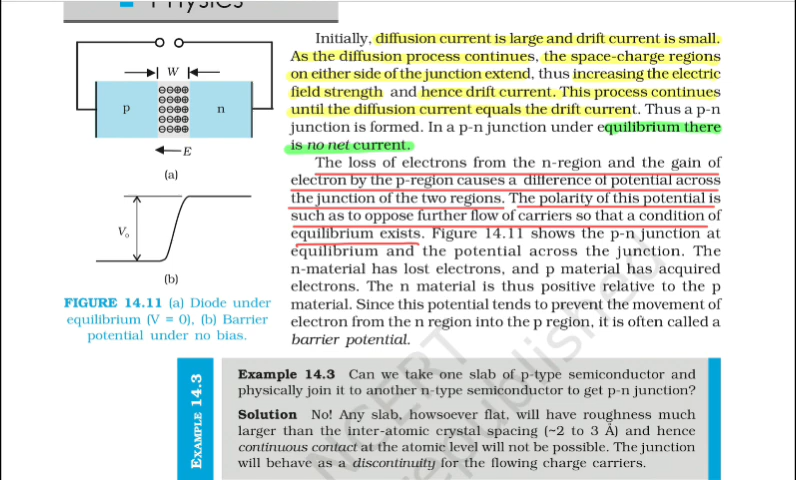 Physics
Initially, diffusion current is large and drift current is small.
As the diffusion process continues, the space-charge regions
on either side of the junction extend, thus increasing the electric
field strength and hence drift current. This process continues
until the diffusion current equals the drift current. Thus a p-n
junction is formed. In a p-n junction under equilibrium there
is no net current.
The loss of electrons from the n-region and the gain of
electron by the p-region causes a difference of potential across
the junction of the two regions. The polarity of this potential is
such as to oppose further flow of carriers so that a condition of
equilibrium exists. Figure 14.11 shows the p-n junction at
equilibrium and the potential across the junction. The
n-material has lost electrons, and p material has acquired
electrons. The n material is thus positive relative to the p
material. Since this potential tends to prevent the movement of
electron from the n region into the p region, it is often called a
barrier potential.
W
p
n
E
(a)
V₀
(b)
FIGURE 14.11 (a) Diode under
equilibrium (V = 0), (b) Barrier
potential under no bias.
EXAMPLE 14.3
Example 14.3 Can we take one slab of p-type semiconductor and
physically join it to another n-type semiconductor to get p-n junction?
Solution No! Any slab, howsoever flat, will have roughness much
larger than the inter-atomic crystal spacing (~2 to 3 Å) and hence
continuous contact at the atomic level will not be possible. The junction
will behave as a discontinuity for the flowing charge carriers.
NCERT
republished